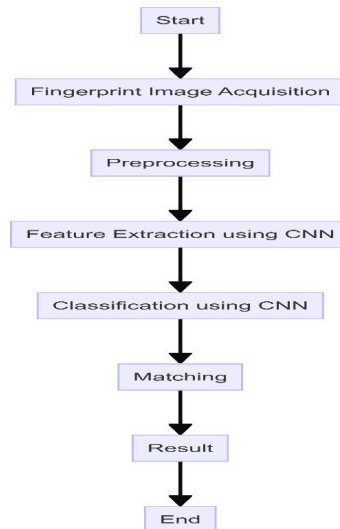 Start
Fingerprint Image Acquisition
Preprocessing
Feature Extraction using CNN
Classification using CNN
Matching
Result
End